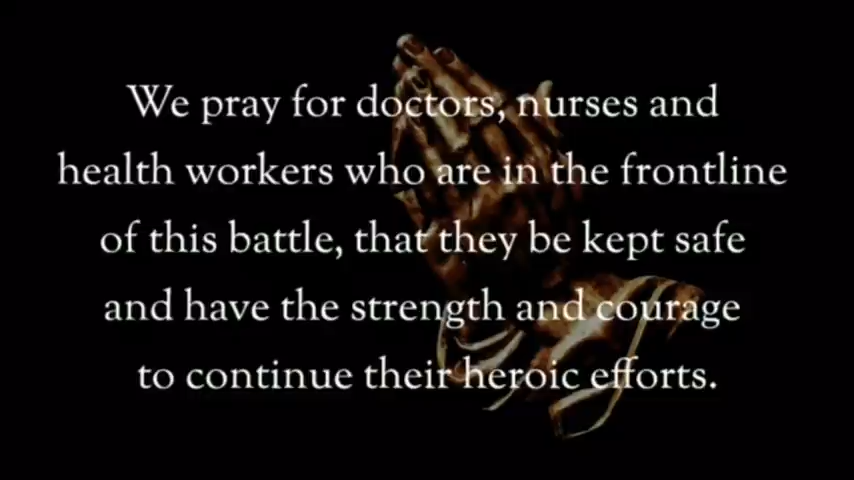 We pray for doctors, nurses and
health workers who are in the frontline
of this battle, that they be kept safe
and have the strength and courage
to continue their heroic efforts.